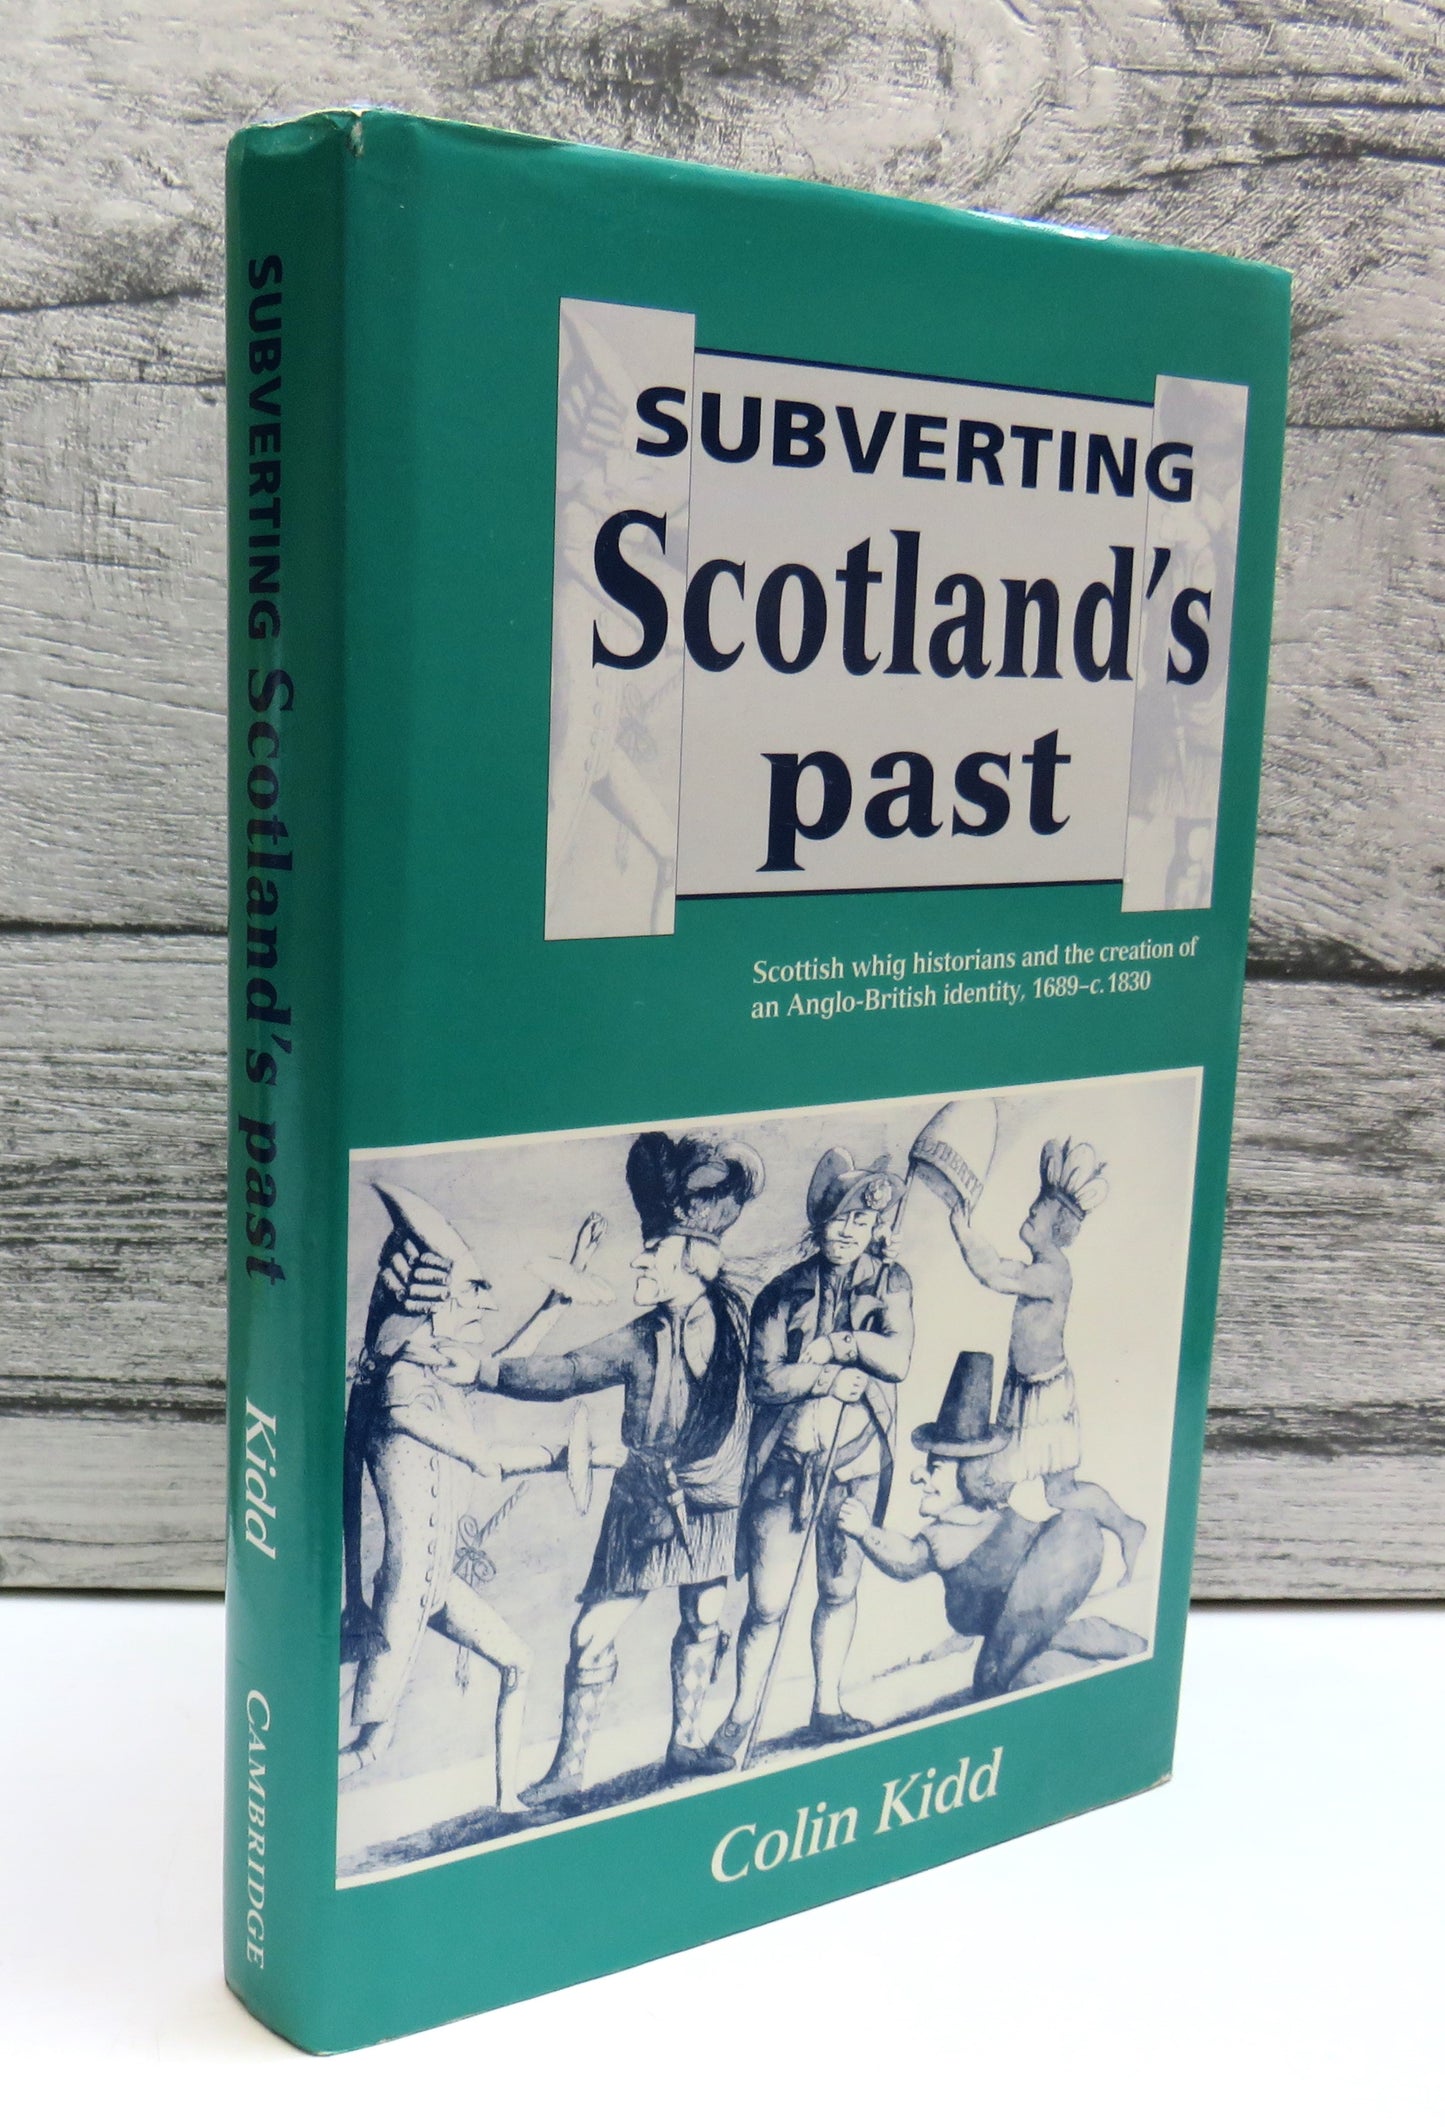 SUBVERTING Scotland's past Kidd CAMBRIDGE
SUBVERTING
Scotland's
past
Scottish whig historians and the creation of
an Anglo-British identity, 1689–c. 1830
LIBERTY
Colin Kidd